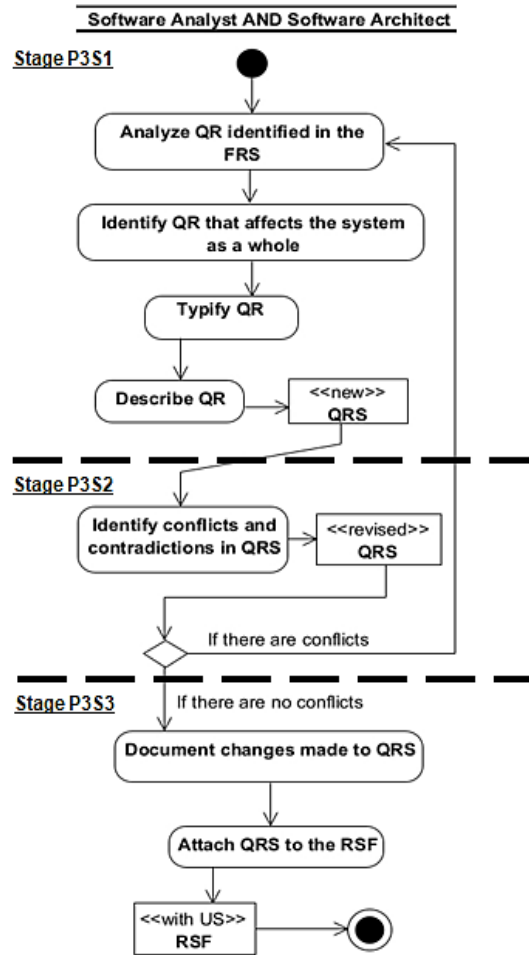 Software Analyst AND Software Architect
Stage P3S1
Analyze QR identified in the
FRS
Identify QR that affects the system
as a whole
Typify QR
Describe QR
<<new>>
QRS
Stage P3S2
Identify conflicts and
contradictions in QRS
<<revised>>
QRS
If there are conflicts
Stage P3S3
If there are no conflicts
Document changes made to QRS
Attach QRS to the RSF
<<with US>>
RSF